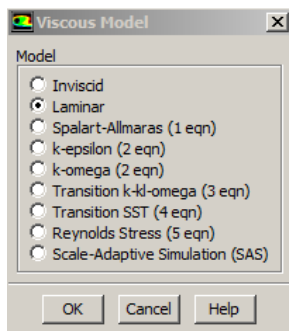 Viscous Model
Model
Inviscid
Laminar
Spalart-Allmaras (1 eqn)
k-epsilon (2 eqn)
k-omega (2 eqn)
Transition k-kl-omega (3 eqn)
Transition SST (4 eqn)
Reynolds Stress (5 eqn)
Scale-Adaptive Simulation (SAS)
OK Cancel Help